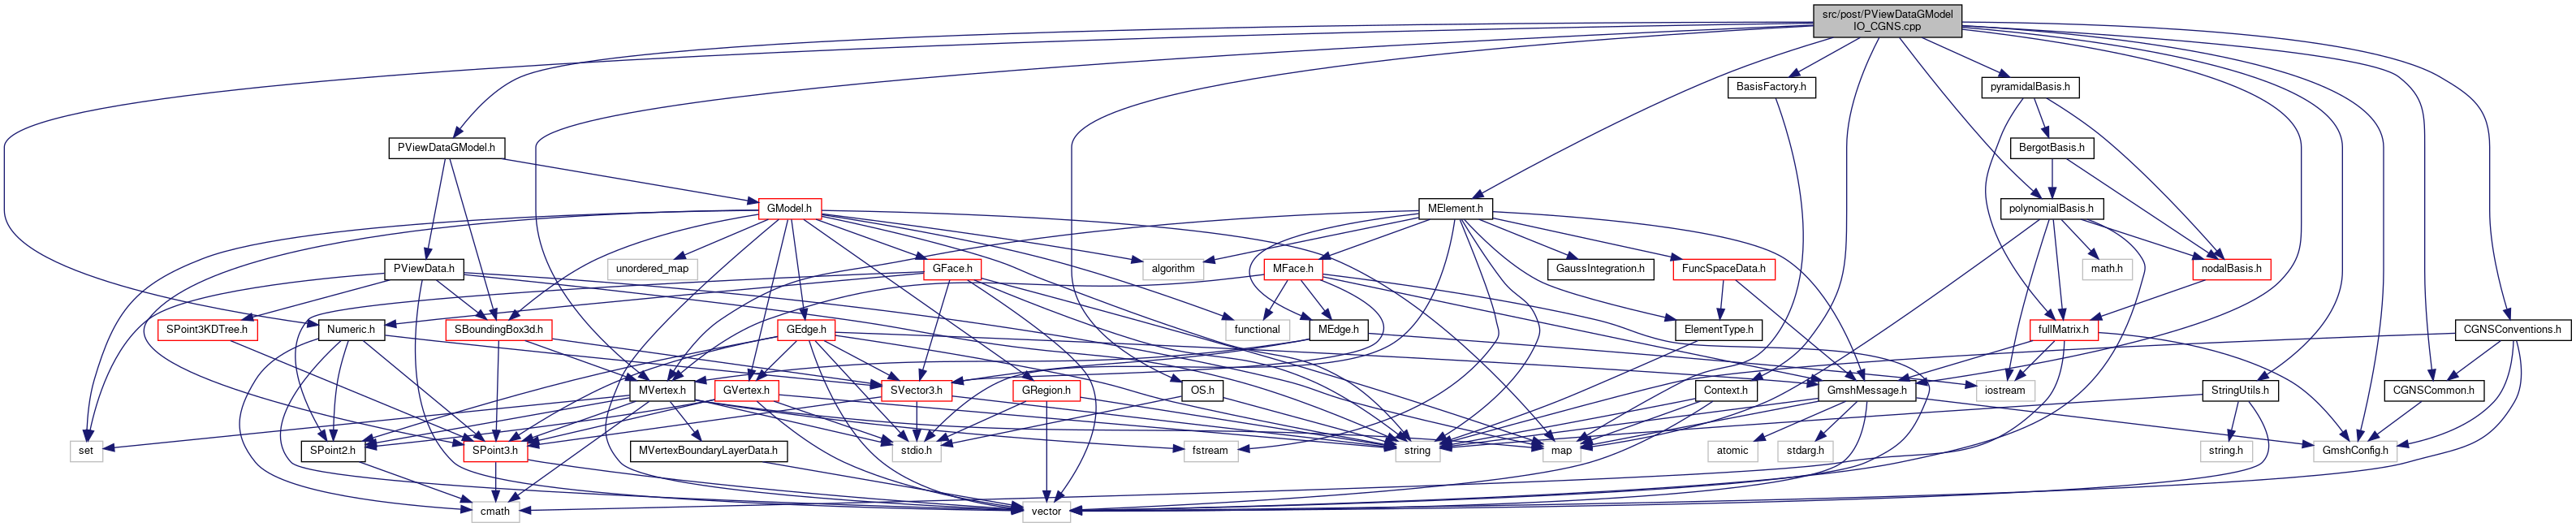 src/post/PViewDataGModel
IO_CGNS.cpp
BasisFactory.h
pyramidalBasis.h
PViewDataGModel.h
BergotBasis.h
GModel.h
MElement.h
polynomialBasis.h
PViewData.h
unordered_map
GFace.h
algorithm
MFace.h
GaussIntegration.h
FuncSpaceData.h
math.h
nodalBasis.h
SPoint3KDTree.h
Numeric.h
SBoundingBox3d.h
GEdge.h
functional
MEdge.h
ElementType.h
fullMatrix.h
CGNSConventions.h
MVertex.h
GVertex.h
SVector3.h
GRegion.h
OS.h
Context.h
GmshMessage.h
iostream
StringUtils.h
CGNSCommon.h
set
SPoint2.h
SPoint3.h
MVertexBoundaryLayerData.h
stdio.h
fstream
string
map
atomic
stdarg.h
string.h
GmshConfig.h
cmath
vector